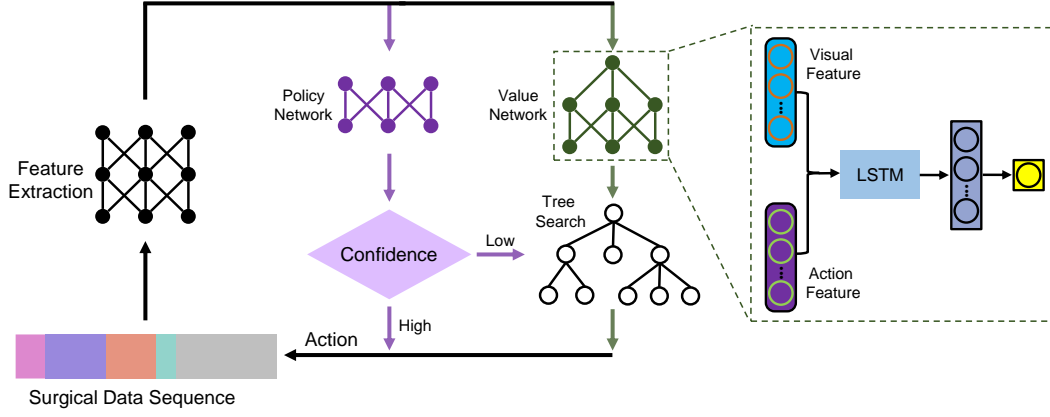 Feature
Extraction
Policy
Network
Value
Network
Confidence
Low
High
Tree
Search
Action
Surgical Data Sequence
Visual
Feature
LSTM
Action
Feature